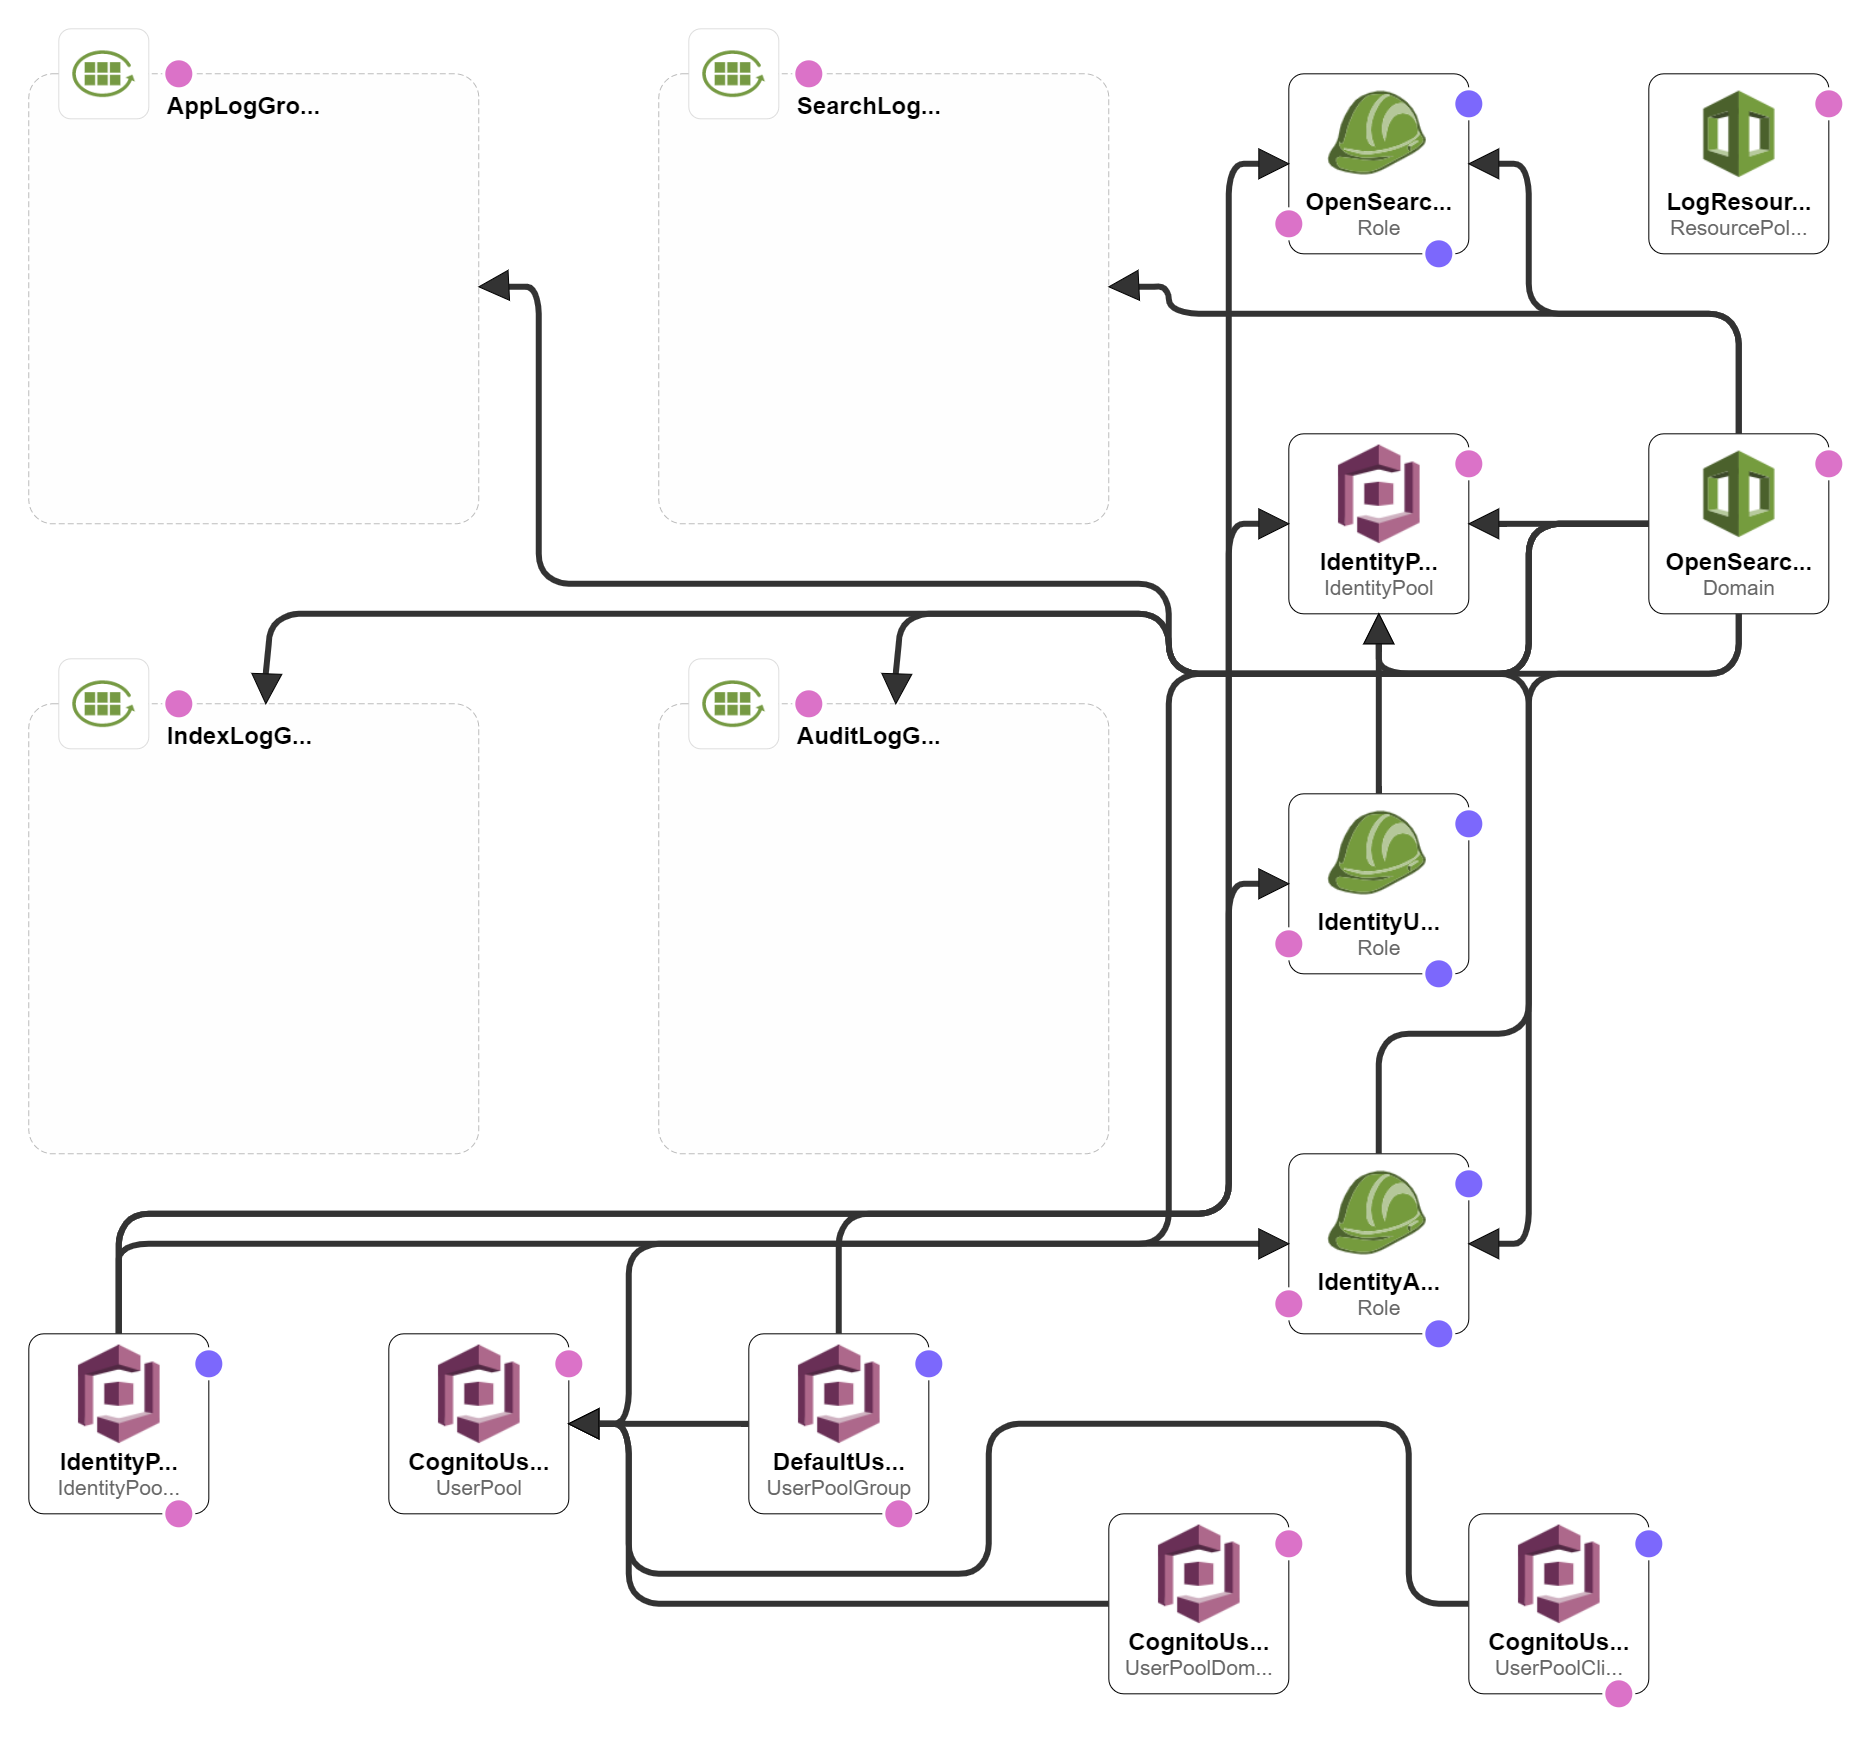 AppLogGro...
SearchLog...
OpenSearc...
Role
LogResour...
ResourcePol...
IdentityP...
IdentityPool
OpenSearc...
Domain
IndexLogG...
AuditLogG...
IdentityU...
Role
IdentityA...
Role
IdentityP...
IdentityPoo...
CognitoUs...
UserPool
DefaultUs...
UserPoolGroup
CognitoUs...
UserPoolDom...
CognitoUs...
UserPoolCli...